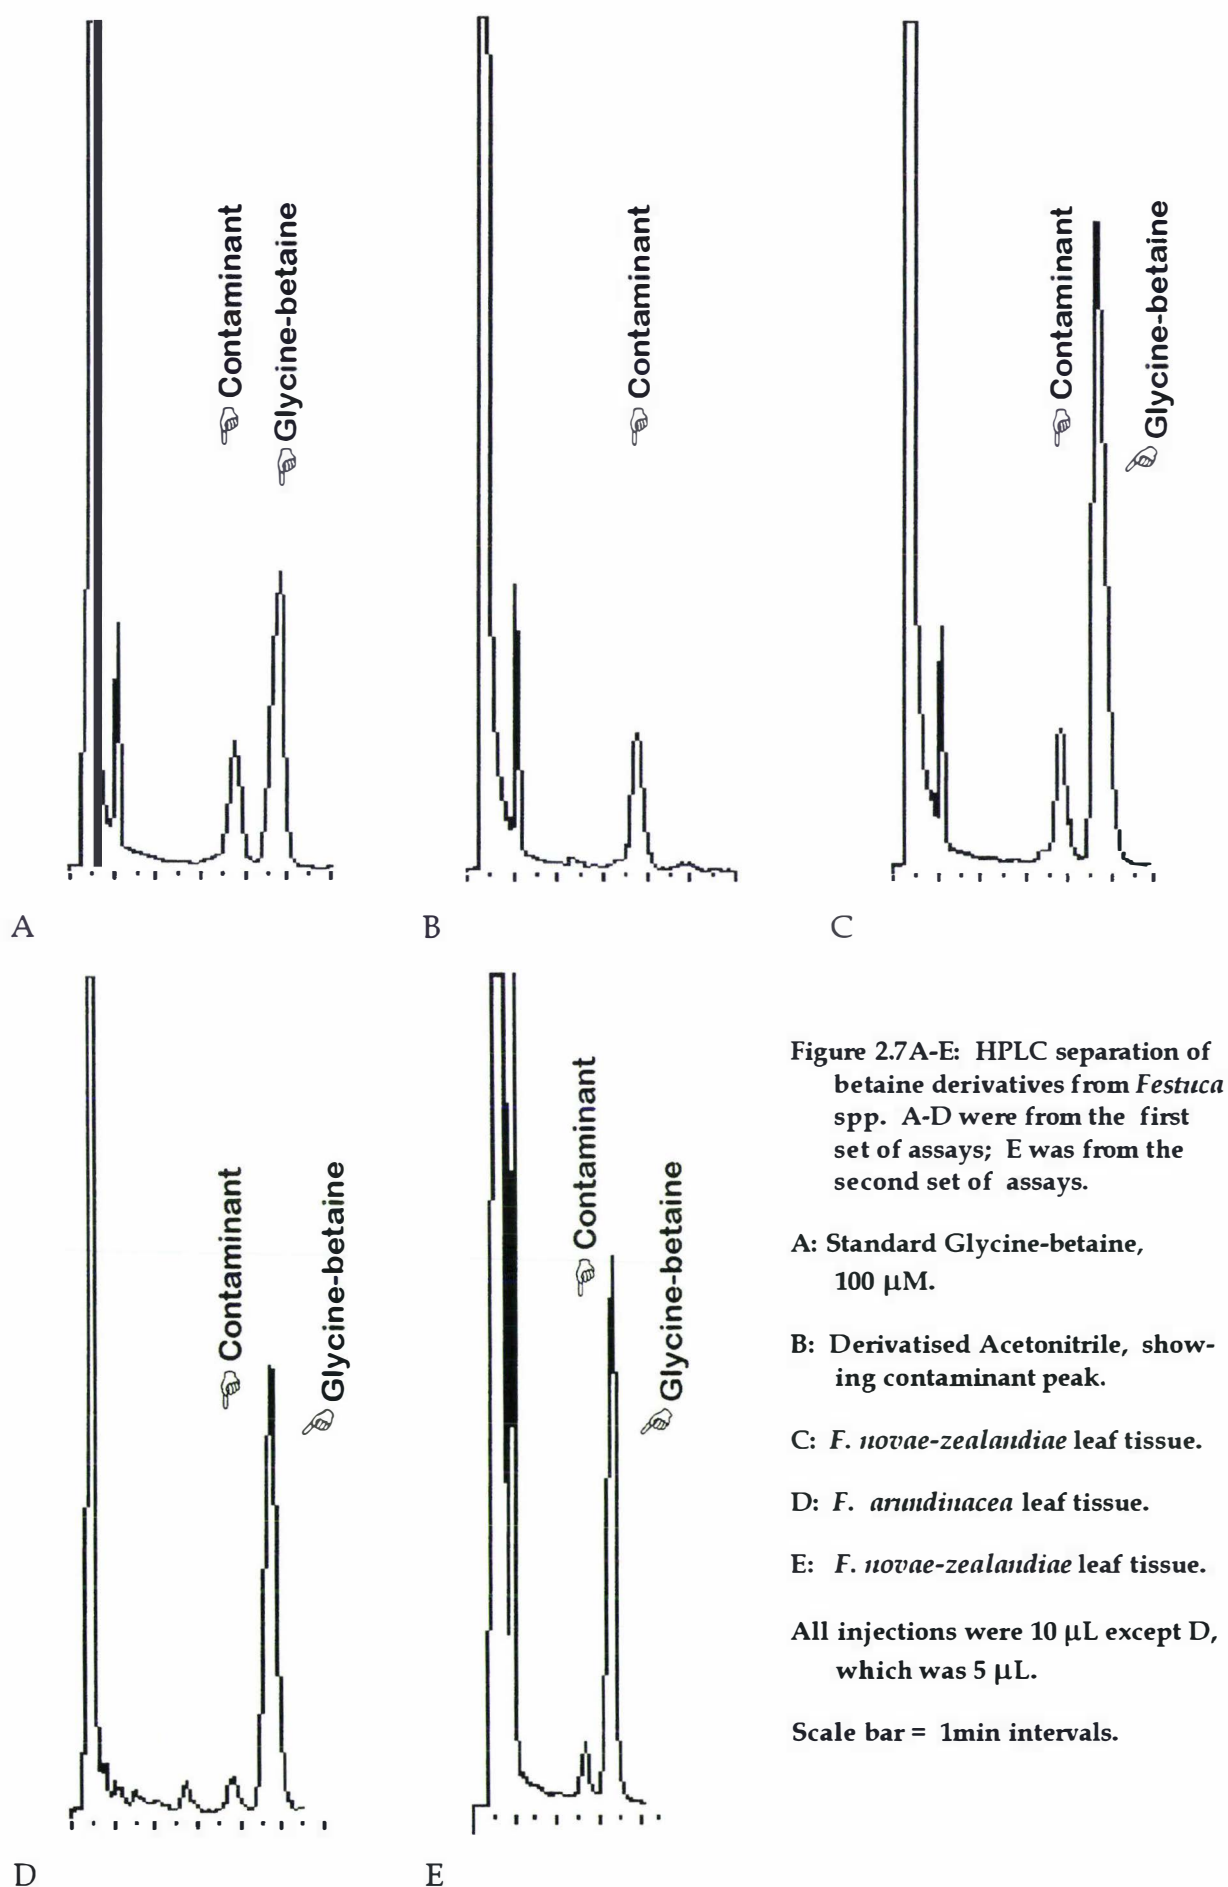 Contaminant
Glycine-betaine
Contaminant
Contaminant
Glycine-betaine
A
B
C
Contaminant
Glycine-betaine
Contaminant
Glycine-betaine
D
E
Figure 2.7A-E: HPLC separation of
betaine derivatives from Festuca
spp. A-D were from the first
set of assays; E was from the
second set of assays.
A: Standard Glycine-betaine,
100 µM.
B: Derivatised Acetonitrile, show-
ing contaminant peak.
C: F. novae-zealandiae leaf tissue.
D: F. arundinacea leaf tissue.
E: F. novae-zealandiae leaf tissue.
All injections were 10 µL except D,
which was 5 µL.
Scale bar = 1min intervals.